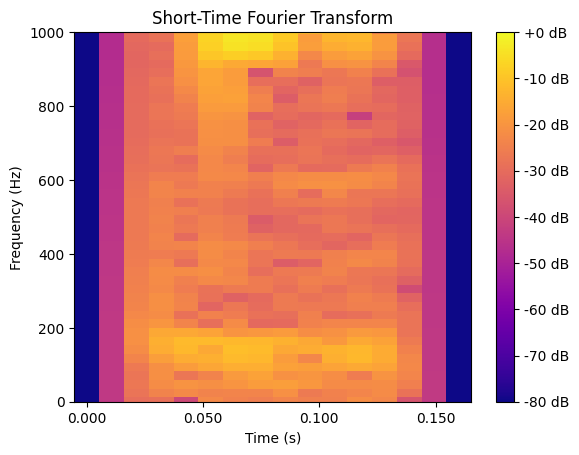 Short-Time Fourier Transform
1000
800
600
400
200
0
Frequency (Hz)
0.000
0.050
0.100
0.150
Time (s)
+0 dB
-10 dB
-20 dB
-30 dB
-40 dB
-50 dB
-60 dB
-70 dB
-80 dB